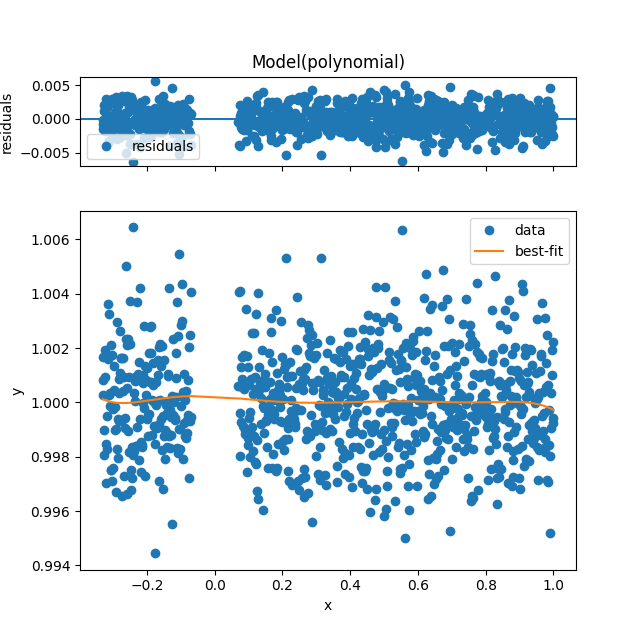 Model(polynomial)
residuals
0.005
0.000
−0.005
residuals
y
1.006
1.004
1.002
1.000
0.998
0.996
0.994
data
best-fit
−0.2
0.0
0.2
0.4
0.6
0.8
1.0
x